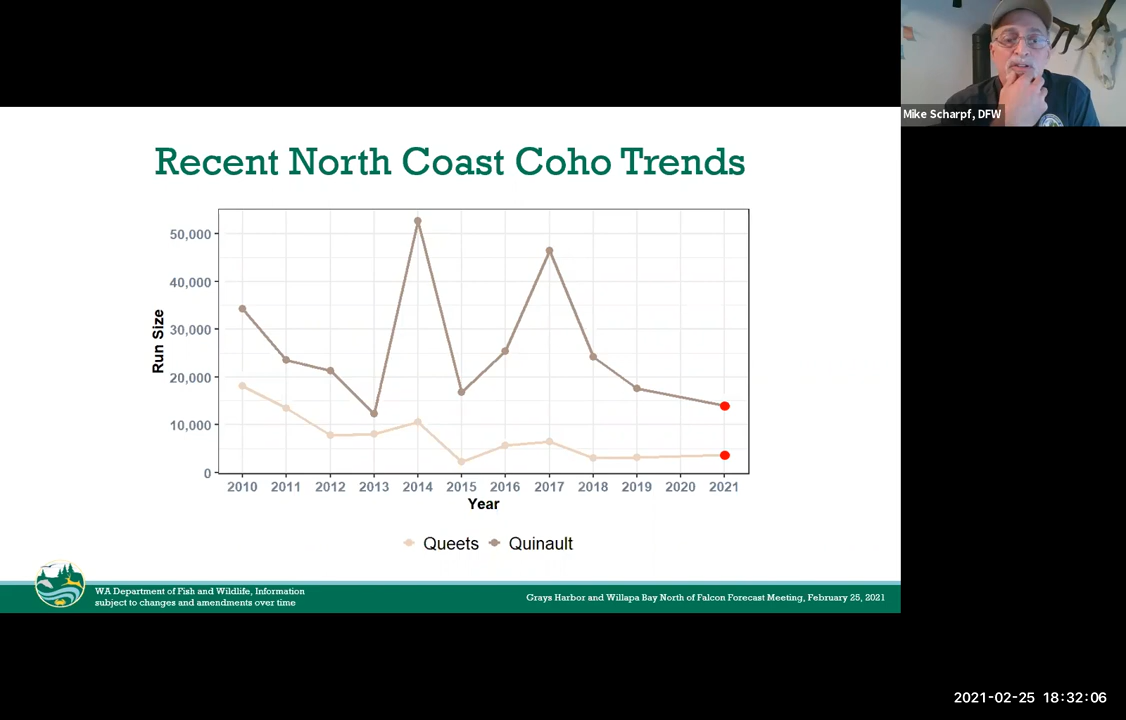 Mike Scharpf, DFW
Recent North Coast Coho Trends
50,000
40,000
30,000
20,000
10,000
0
Run Size
2010 2011 2012 2013 2014 2015 2016 2017 2018 2019 2020 2021
Year
Queets Quinault
WA Department of Fish and Wildlife, Information
subject to changes and amendments over time
Grays Harbor and Willapa Bay North of Falcon Forecast Meeting, February 25, 2021
2021-02-25 18:32:06